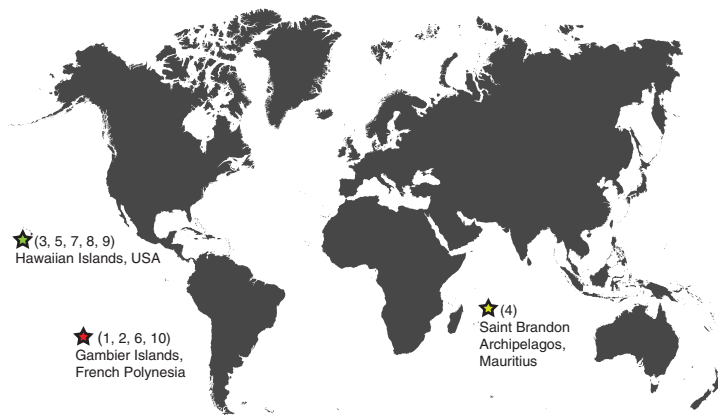 (3, 5, 7, 8, 9)
Hawaiian Islands, USA
(1, 2, 6, 10)
Gambier Islands,
French Polynesia
(4)
Saint Brandon
Archipelagos,
Mauritius